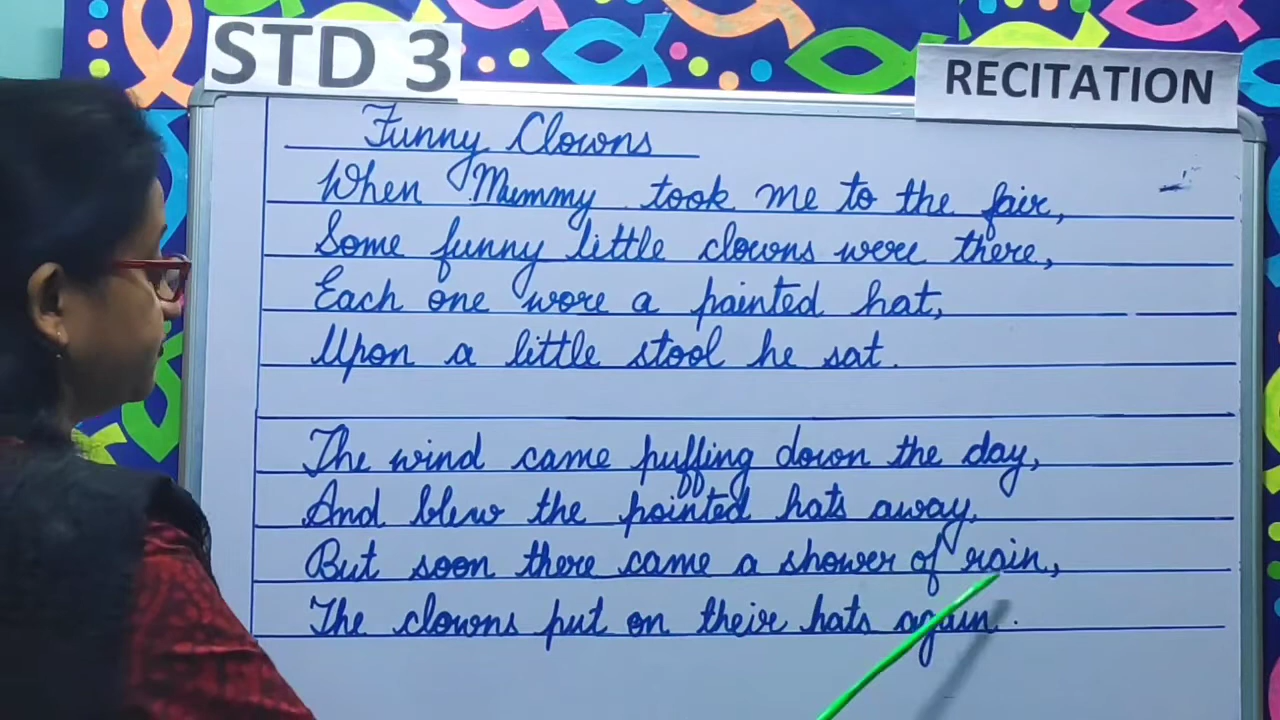 STD 3
RECITATION
Funny Clowns
When Mummy took me to the fair,
Some funny little clowns were there,
Each one wore a painted hat,
Upon a little stool he sat.
The wind came puffing down the day,
And blew the pointed hats away.
But soon there came a shower of rain,
The clowns put on their hats again.